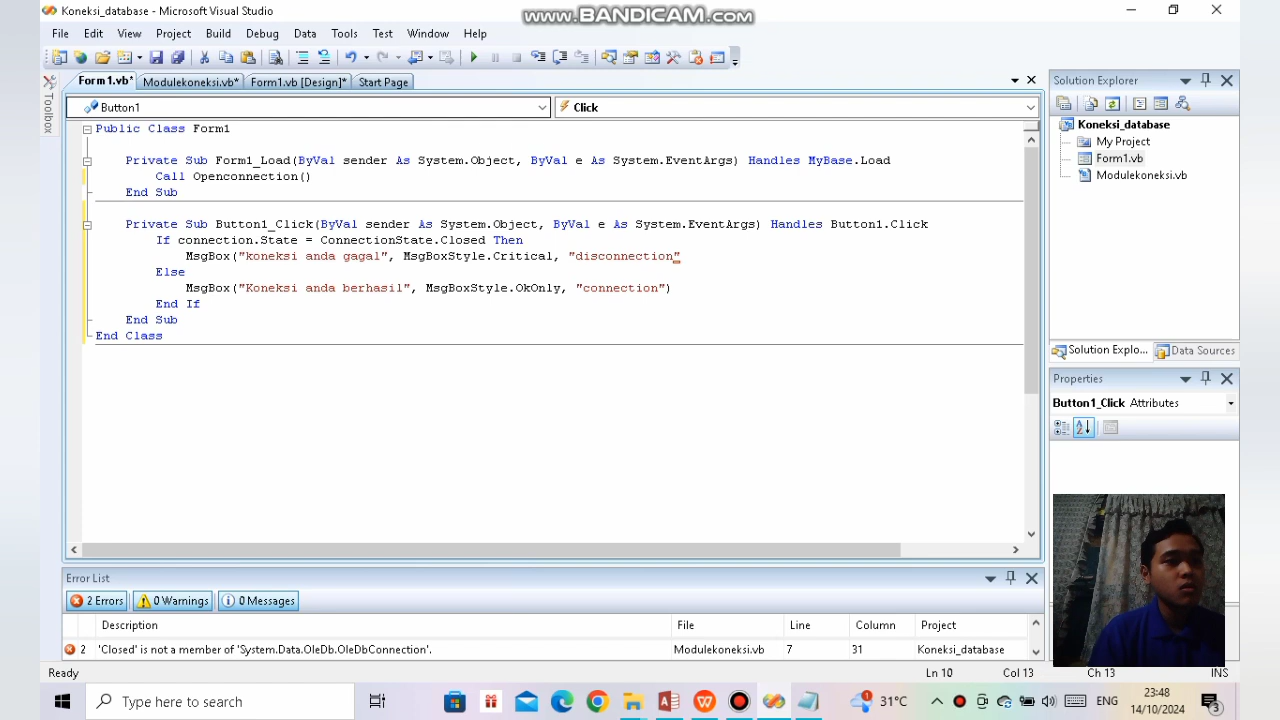 Koneksi_database - Microsoft Visual Studio
www.BANDICAM.com
File Edit View Project Build Debug Data Tools Test Window Help
Toolbox
Form1.vb* Modulekoneksi.vb* Form1.vb [Design]* Start Page
Button1 Click
Public Class Form1
Private Sub Form1_Load(ByVal sender As System.Object, ByVal e As System.EventArgs) Handles MyBase.Load
Call Openconnection()
End Sub
Private Sub Button1_Click(ByVal sender As System.Object, ByVal e As System.EventArgs) Handles Button1.Click
If connection.State = ConnectionState.Closed Then
MsgBox("koneksi anda gagal", MsgBoxStyle.Critical, "disconnection"
Else
MsgBox("Koneksi anda berhasil", MsgBoxStyle.OkOnly, "connection")
End If
End Sub
End Class
Solution Explorer
Koneksi_database
My Project
Form1.vb
Modulekoneksi.vb
Solution Explo... Data Sources
Properties
Button1_Click Attributes
Error List
2 Errors 0 Warnings 0 Messages
Description File Line Column Project
2 'Closed' is not a member of 'System.Data.OleDb.OleDbConnection'. Modulekoneksi.vb 7 31 Koneksi_database
Ready Ln 10 Col 13 Ch 13 INS
Type here to search
31°C ENG 23:48
14/10/2024
3